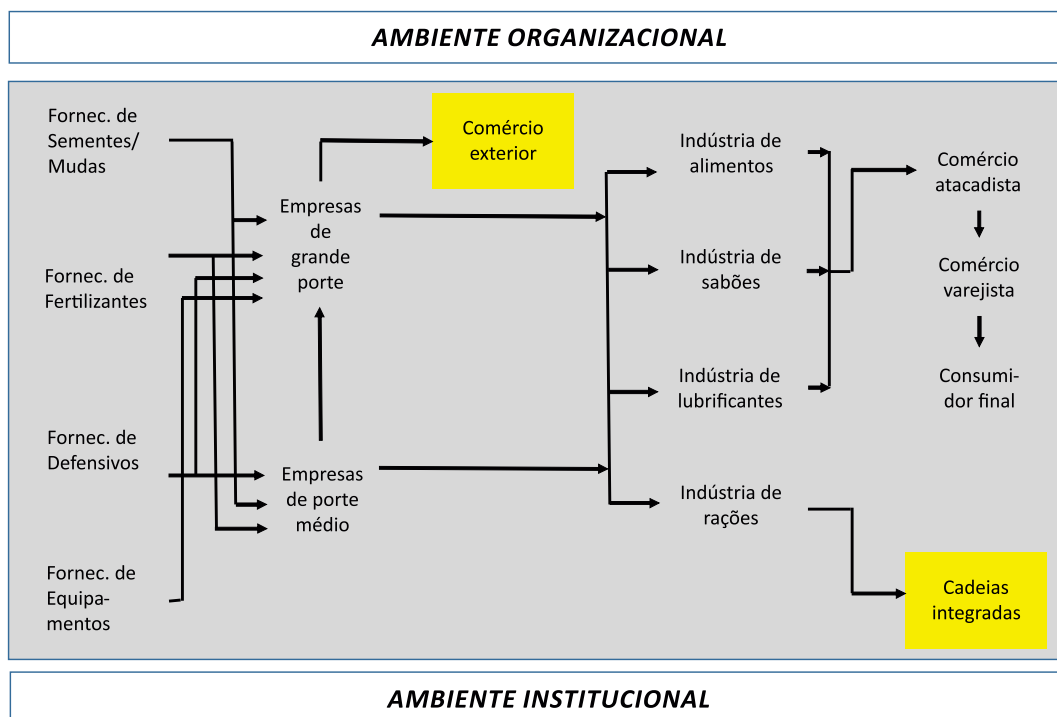 AMBIENTE ORGANIZACIONAL
Fornec. de
Sementes/
Mudas
Fornec. de
Fertilizantes
Fornec. de
Defensivos
Fornec. de
Equipa-
mentos
Empresas
de
grande
porte
Empresas
de porte
médio
Comércio
exterior
Indústria de
alimentos
Indústria de
sabões
Indústria de
lubrificantes
Indústria de
rações
Comércio
atacadista
Comércio
varejista
Consumi-
dor final
Cadeias
integradas
AMBIENTE INSTITUCIONAL